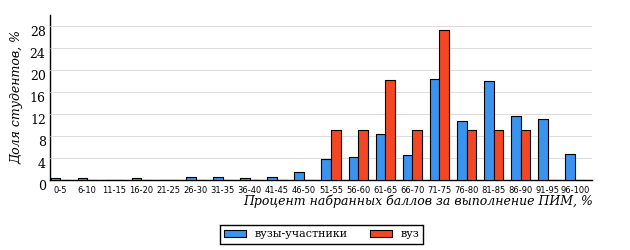 Доля студентов, %
28
24
20
16
12
8
4
0
0-5 6-10 11-15 16-20 21-25 26-30 31-35 36-40 41-45 46-50 51-55 56-60 61-65 66-70 71-75 76-80 81-85 86-90 91-95 96-100
Процент набранных баллов за выполнение ПИМ, %
вузы-участники вуз